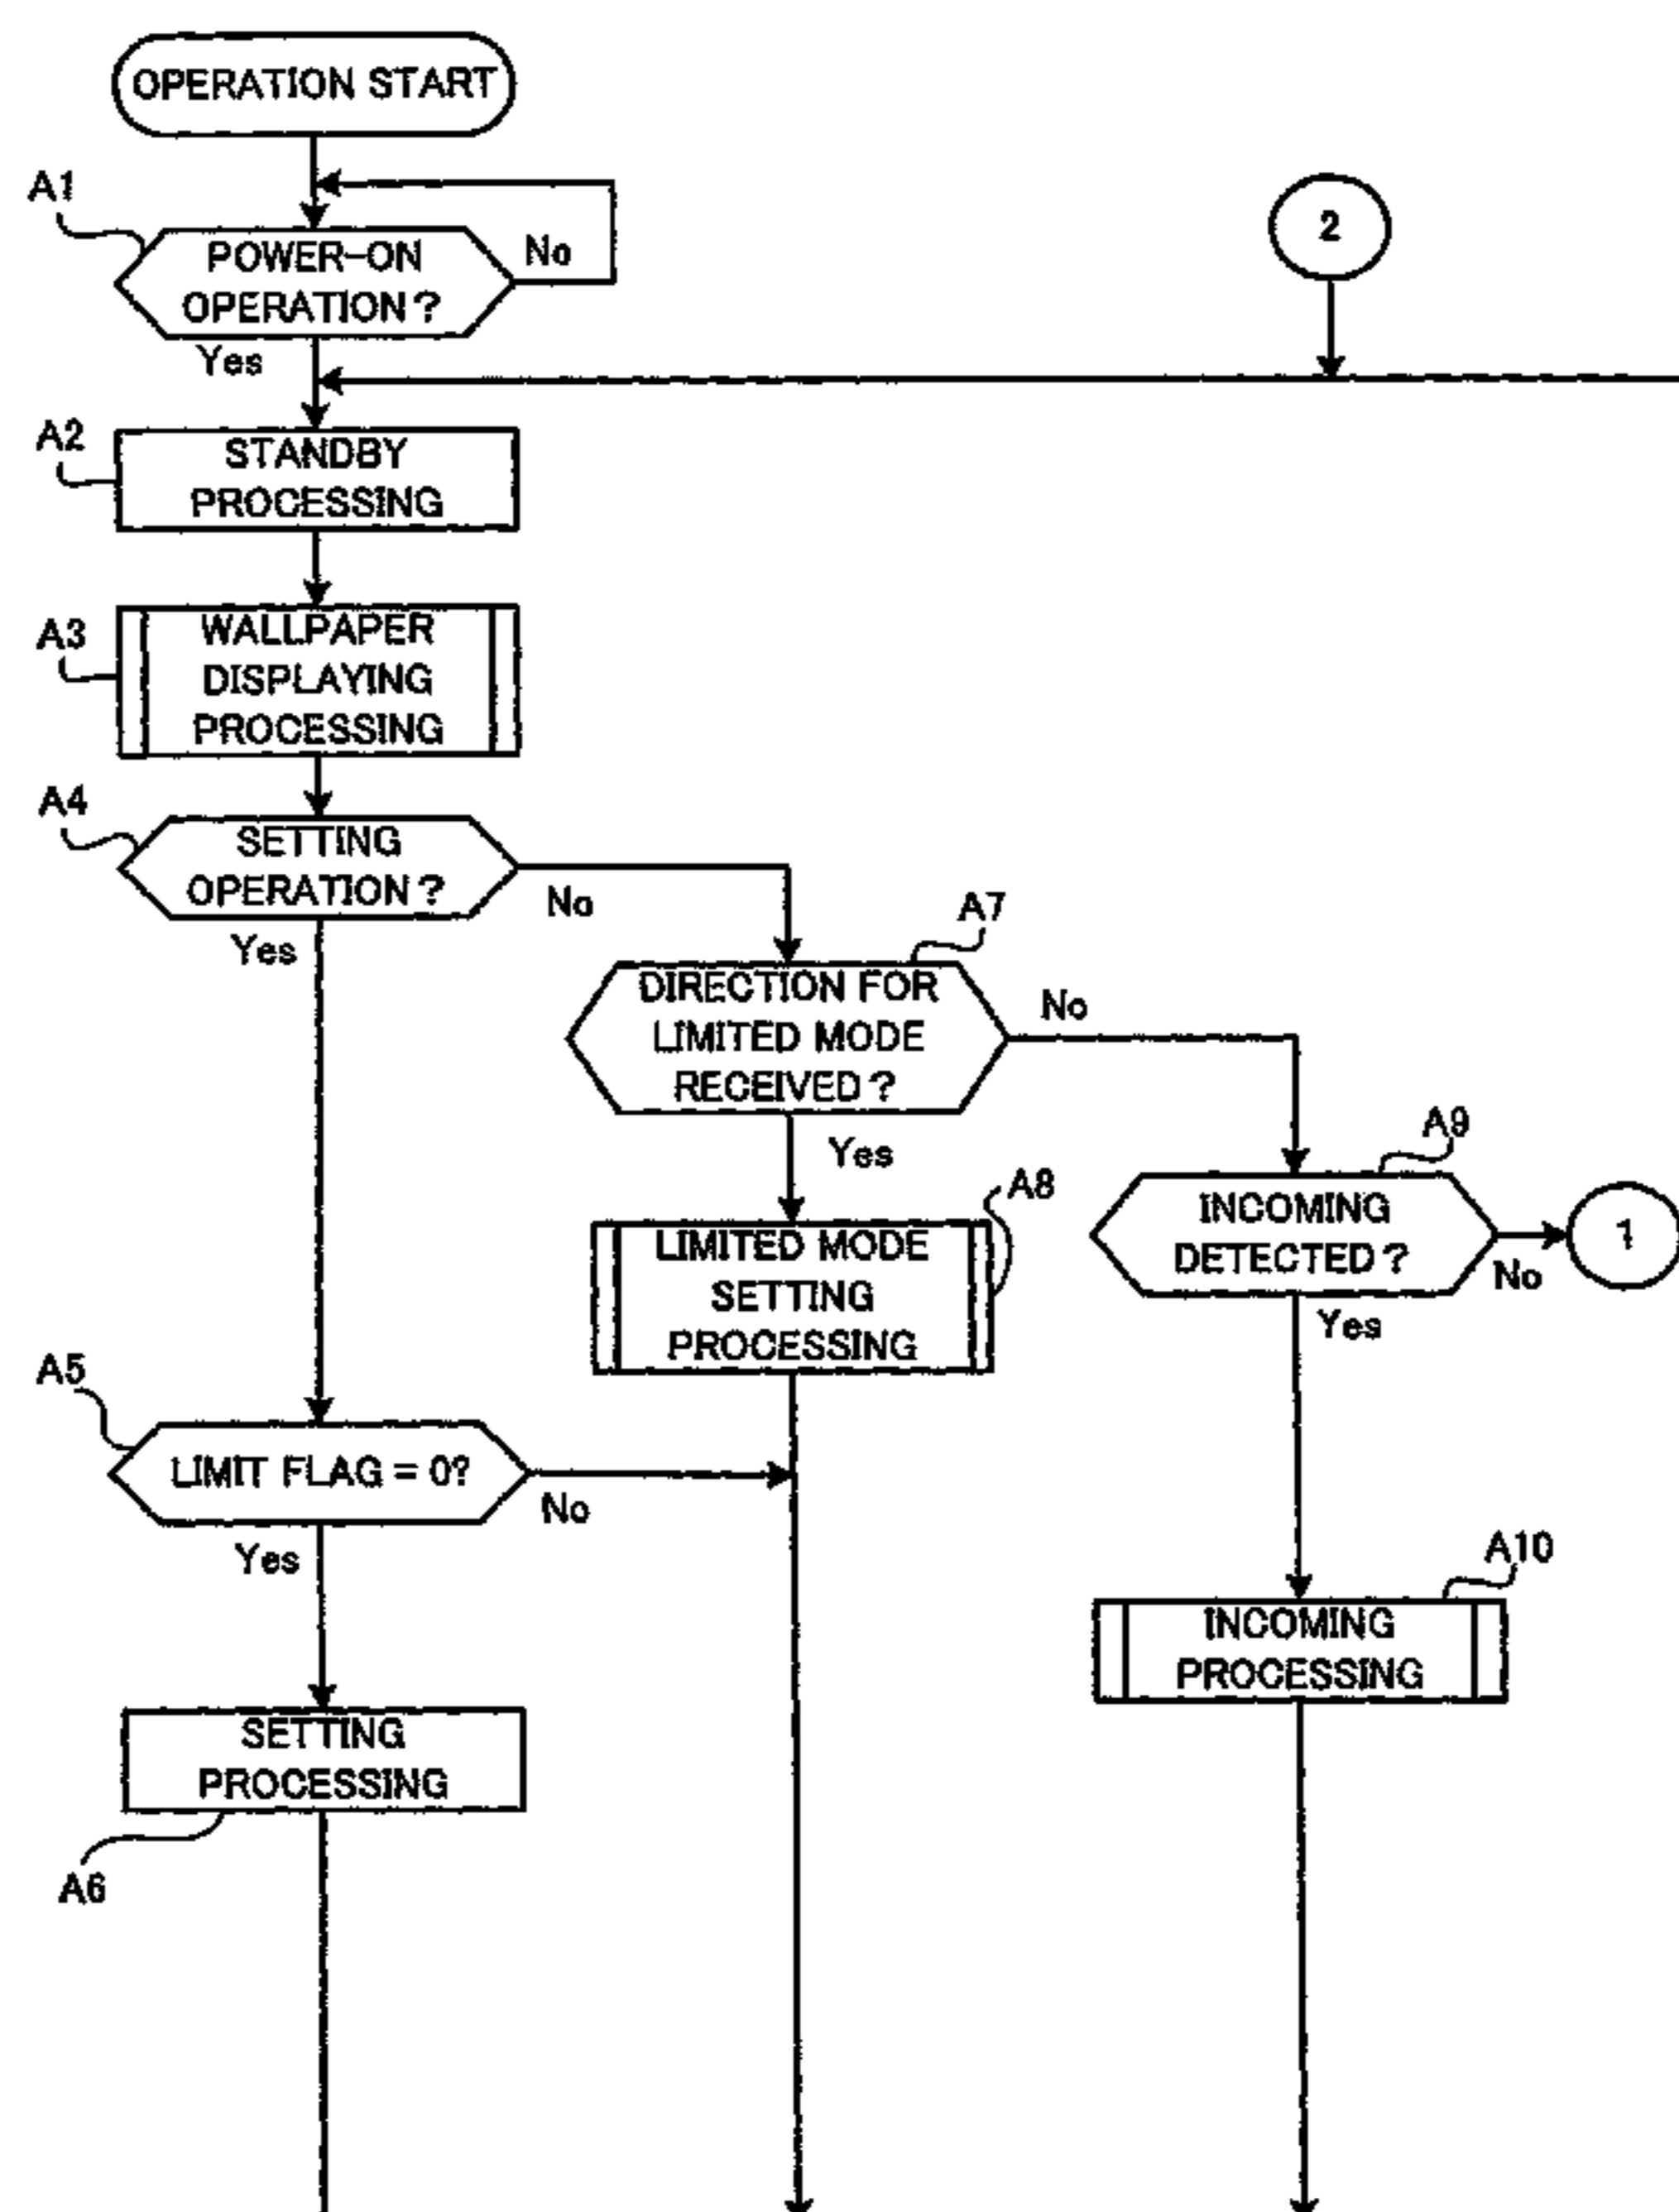 OPERATION START
A1
POWER-ON
OPERATION?
No
Yes
2
A2
STANDBY
PROCESSING
A3
WALLPAPER
DISPLAYING
PROCESSING
A4
SETTING
OPERATION?
No
Yes
A7
DIRECTION FOR
LIMITED MODE
RECEIVED?
No
Yes
A8
LIMITED MODE
SETTING
PROCESSING
A9
INCOMING
DETECTED?
No
1
Yes
A5
LIMIT FLAG = 0?
No
Yes
A10
INCOMING
PROCESSING
SETTING
PROCESSING
A6